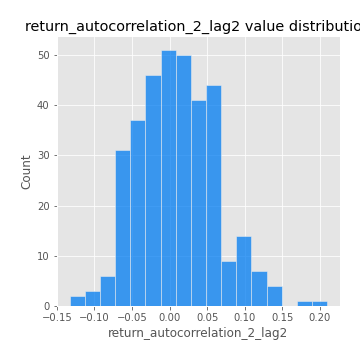 return_autocorrelation_2_lag2 value distributio
Count
50
40
30
20
10
0
−0.15 −0.10 −0.05 0.00 0.05 0.10 0.15 0.20
return_autocorrelation_2_lag2